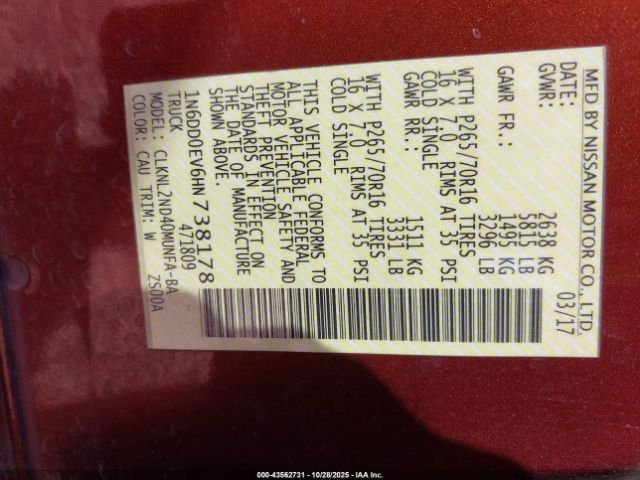 MFD BY NISSAN MOTOR CO., LTD.
DATE: 03/17
GVWR: 2638 KG
5815 LB
GAWR FR: 1495 KG
3296 LB
WITH P265/70R16 TIRES
16 X 7.0 RIMS AT 35 PSI
COLD SINGLE
GAWR RR: 1511 KG
3331 LB
WITH P265/70R16 TIRES
16 X 7.0 RIMS AT 35 PSI
COLD SINGLE
THIS VEHICLE CONFORMS TO
ALL APPLICABLE FEDERAL
MOTOR VEHICLE SAFETY AND
THEFT PREVENTION
STANDARDS IN EFFECT ON
THE DATE OF MANUFACTURE
SHOWN ABOVE.
1N6DD0EV6HN738178
TRUCK 471809
MODEL: CLKNL2ND40MUNFA-BA
COLOR: CAU TRIM: W ZS00A
000-43562731 - 10/28/2025 - IAA Inc.